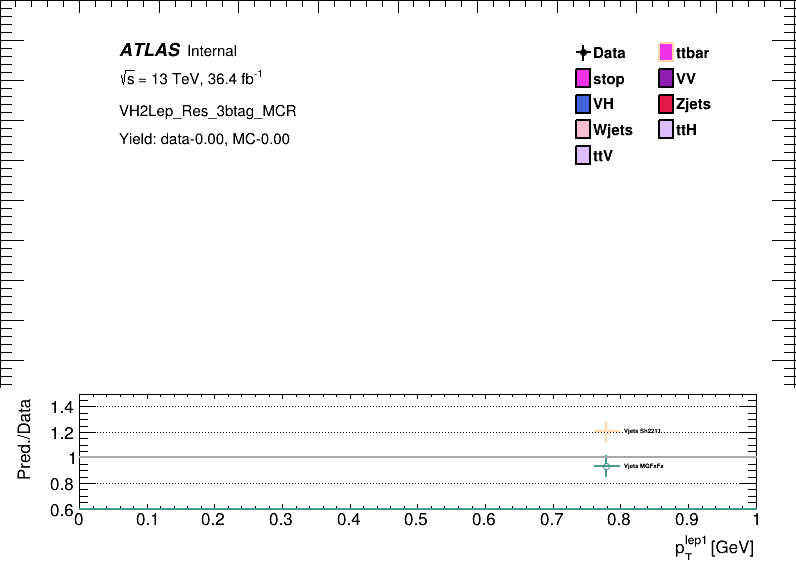 ATLAS Internal
√s = 13 TeV, 36.4 fb⁻¹
VH2Lep_Res_3btag_MCR
Yield: data-0.00, MC-0.00
Data ttbar
stop VV
VH Zjets
Wjets ttH
ttV
Pred./Data
1.4
1.2
1
0.8
0.6
Vjets Sh2211
Vjets MGFxFx
0 0.1 0.2 0.3 0.4 0.5 0.6 0.7 0.8 0.9 1
p_T^lep1 [GeV]